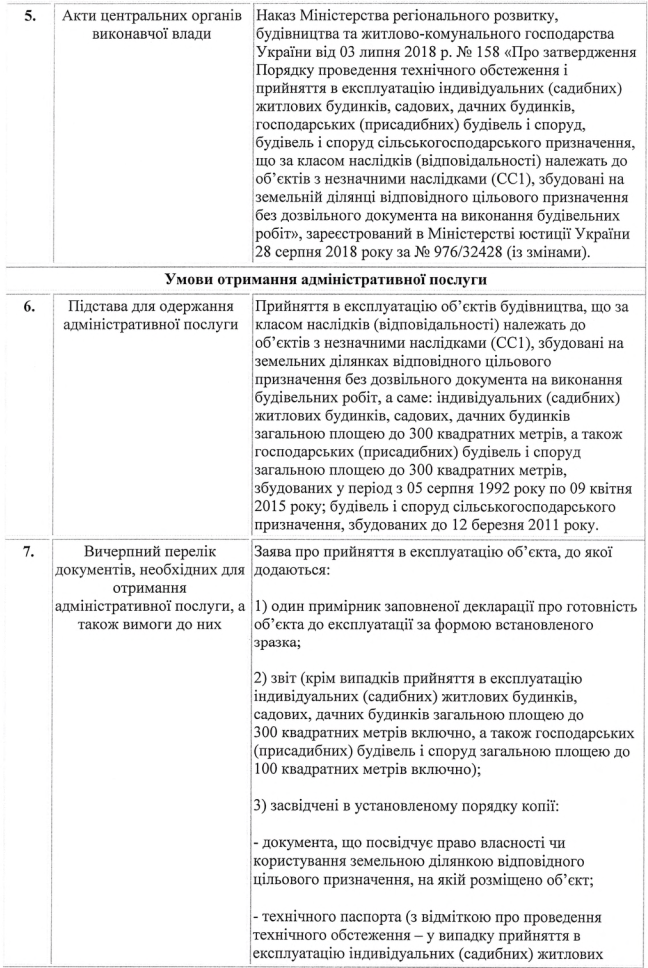 5.
Акти центральних органів
виконавчої влади
Наказ Міністерства регіонального розвитку,
будівництва та житлово-комунального господарства
України від 03 липня 2018 р. № 158 «Про затвердження
Порядку проведення технічного обстеження і
прийняття в експлуатацію індивідуальних (садибних)
житлових будинків, садових, дачних будинків,
господарських (присадибних) будівель і споруд,
будівель і споруд сільськогосподарського призначення,
що за класом наслідків (відповідальності) належать до
об’єктів з незначними наслідками (СС1), збудовані на
земельній ділянці відповідного цільового призначення
без дозвільного документа на виконання будівельних
робіт», зареєстрований в Міністерстві юстиції України
28 серпня 2018 року за № 976/32428 (із змінами).
Умови отримання адміністративної послуги
6.
Підстава для одержання
адміністративної послуги
Прийняття в експлуатацію об’єктів будівництва, що за
класом наслідків (відповідальності) належать до
об’єктів з незначними наслідками (СС1), збудовані на
земельних ділянках відповідного цільового
призначення без дозвільного документа на виконання
будівельних робіт, а саме: індивідуальних (садибних)
житлових будинків, садових, дачних будинків
загальною площею до 300 квадратних метрів, а також
господарських (присадибних) будівель і споруд
загальною площею до 300 квадратних метрів,
збудованих у період з 05 серпня 1992 року по 09 квітня
2015 року; будівель і споруд сільськогосподарського
призначення, збудованих до 12 березня 2011 року.
7.
Вичерпний перелік
документів, необхідних для
отримання
адміністративної послуги, а
також вимоги до них
Заява про прийняття в експлуатацію об’єкта, до якої
додаються:
1) один примірник заповненої декларації про готовність
об’єкта до експлуатації за формою встановленого
зразка;
2) звіт (крім випадків прийняття в експлуатацію
індивідуальних (садибних) житлових будинків,
садових, дачних будинків загальною площею до
300 квадратних метрів включно, а також господарських
(присадибних) будівель і споруд загальною площею до
100 квадратних метрів включно);
3) засвідчені в установленому порядку копії:
- документа, що посвідчує право власності чи
користування земельною ділянкою відповідного
цільового призначення, на якій розміщено об’єкт;
- технічного паспорта (з відміткою про проведення
технічного обстеження – у випадку прийняття в
експлуатацію індивідуальних (садибних) житлових